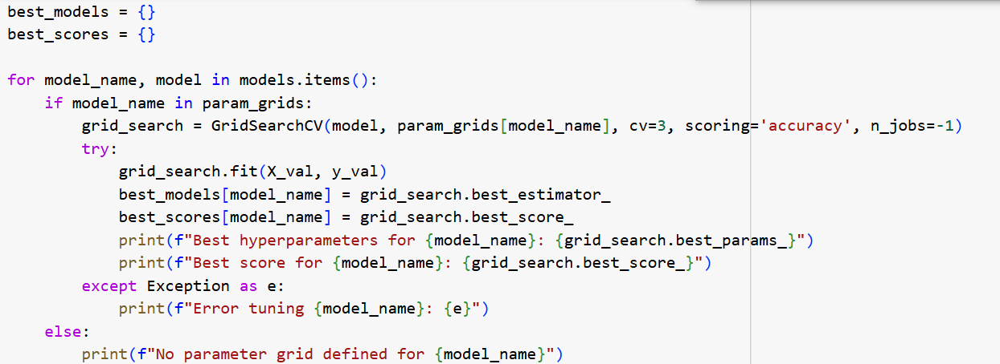 best_models = {}
best_scores = {}
for model_name, model in models.items():
if model_name in param_grids:
grid_search = GridSearchCV(model, param_grids[model_name], cv=3, scoring='accuracy', n_jobs=-1)
try:
grid_search.fit(X_val, y_val)
best_models[model_name] = grid_search.best_estimator_
best_scores[model_name] = grid_search.best_score_
print(f"Best hyperparameters for {model_name}: {grid_search.best_params_}")
print(f"Best score for {model_name}: {grid_search.best_score_}")
except Exception as e:
print(f"Error tuning {model_name}: {e}")
else:
print(f"No parameter grid defined for {model_name}")